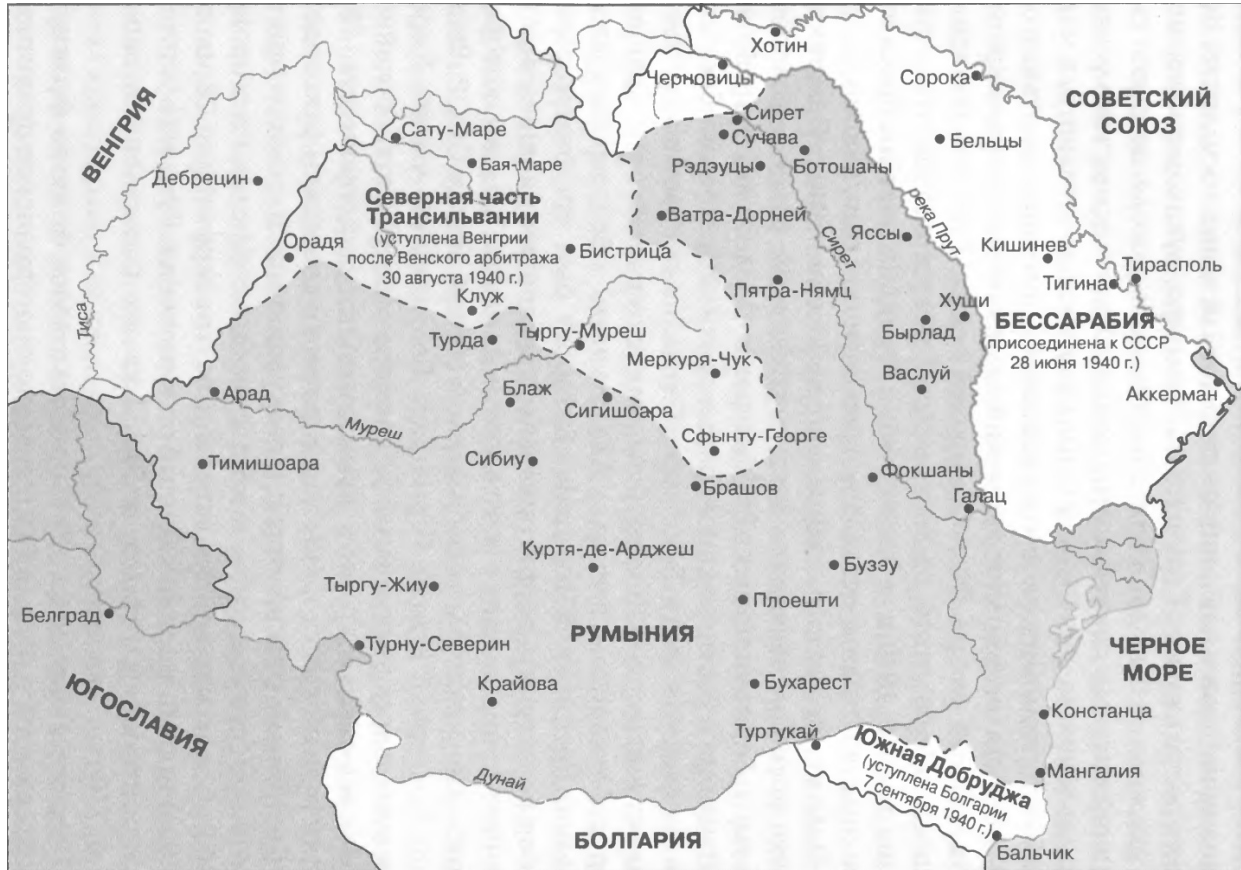 Хотин
Черновицы
Сорока
СОВЕТСКИЙ
СОЮЗ
ВЕНГРИЯ
Сату-Маре
Сирет
Сучава
Бельцы
Бая-Маре
Рэдэуцы
Ботошаны
Дебрецин
Северная часть
Трансильвании
(уступлена Венгрии
после Венского арбитража
30 августа 1940 г.)
Ватра-Дорней
река Прут
Яссы
Сирет
Орадя
Бистрица
Кишинев
Тирасполь
Пятра-Нямц
Тигина
Клуж
Хуши
Тиса
Турда
Тыргу-Муреш
Бырлад
БЕССАРАБИЯ
присоединена к СССР
28 июня 1940 г.)
Меркуря-Чук
Арад
Блаж
Васлуй
Аккерман
Сигишоара
Муреш
Сфынту-Георге
Тимишоара
Сибиу
Фокшаны
Брашов
Галац
Куртя-де-Арджеш
Бузэу
Тыргу-Жиу
Плоешти
Белград
РУМЫНИЯ
Турну-Северин
ЧЕРНОЕ
МОРЕ
ЮГОСЛАВИЯ
Крайова
Бухарест
Констанца
Туртукай
Южная Добруджа
(уступлена Болгарии
7 сентября 1940 г.)
Дунай
Мангалия
БОЛГАРИЯ
Бальчик